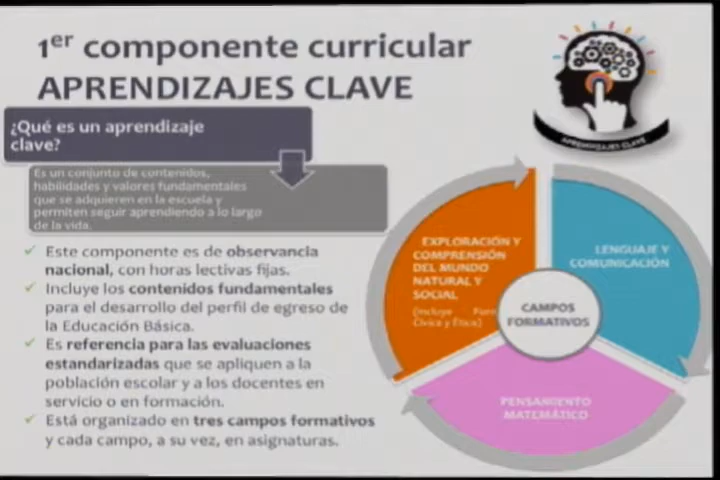 1er componente curricular
APRENDIZAJES CLAVE
¿Qué es un aprendizaje
clave?
Es un conjunto de contenidos,
habilidades y valores fundamentales
que se adquieren en la escuela y
permiten seguir aprendiendo a lo largo
de la vida.
✓ Este componente es de observancia
nacional, con horas lectivas fijas.
✓ Incluye los contenidos fundamentales
para el desarrollo del perfil de egreso de
la Educación Básica.
✓ Es referencia para las evaluaciones
estandarizadas que se apliquen a la
población escolar y a los docentes en
servicio o en formación.
✓ Está organizado en tres campos formativos
y cada campo, a su vez, en asignaturas.
APRENDIZAJES CLAVE
EXPLORACIÓN Y
COMPRENSIÓN
DEL MUNDO
NATURAL Y
SOCIAL
(Incluye
Cívica y Ética)
LENGUAJE Y
COMUNICACIÓN
CAMPOS
FORMATIVOS
PENSAMIENTO
MATEMÁTICO